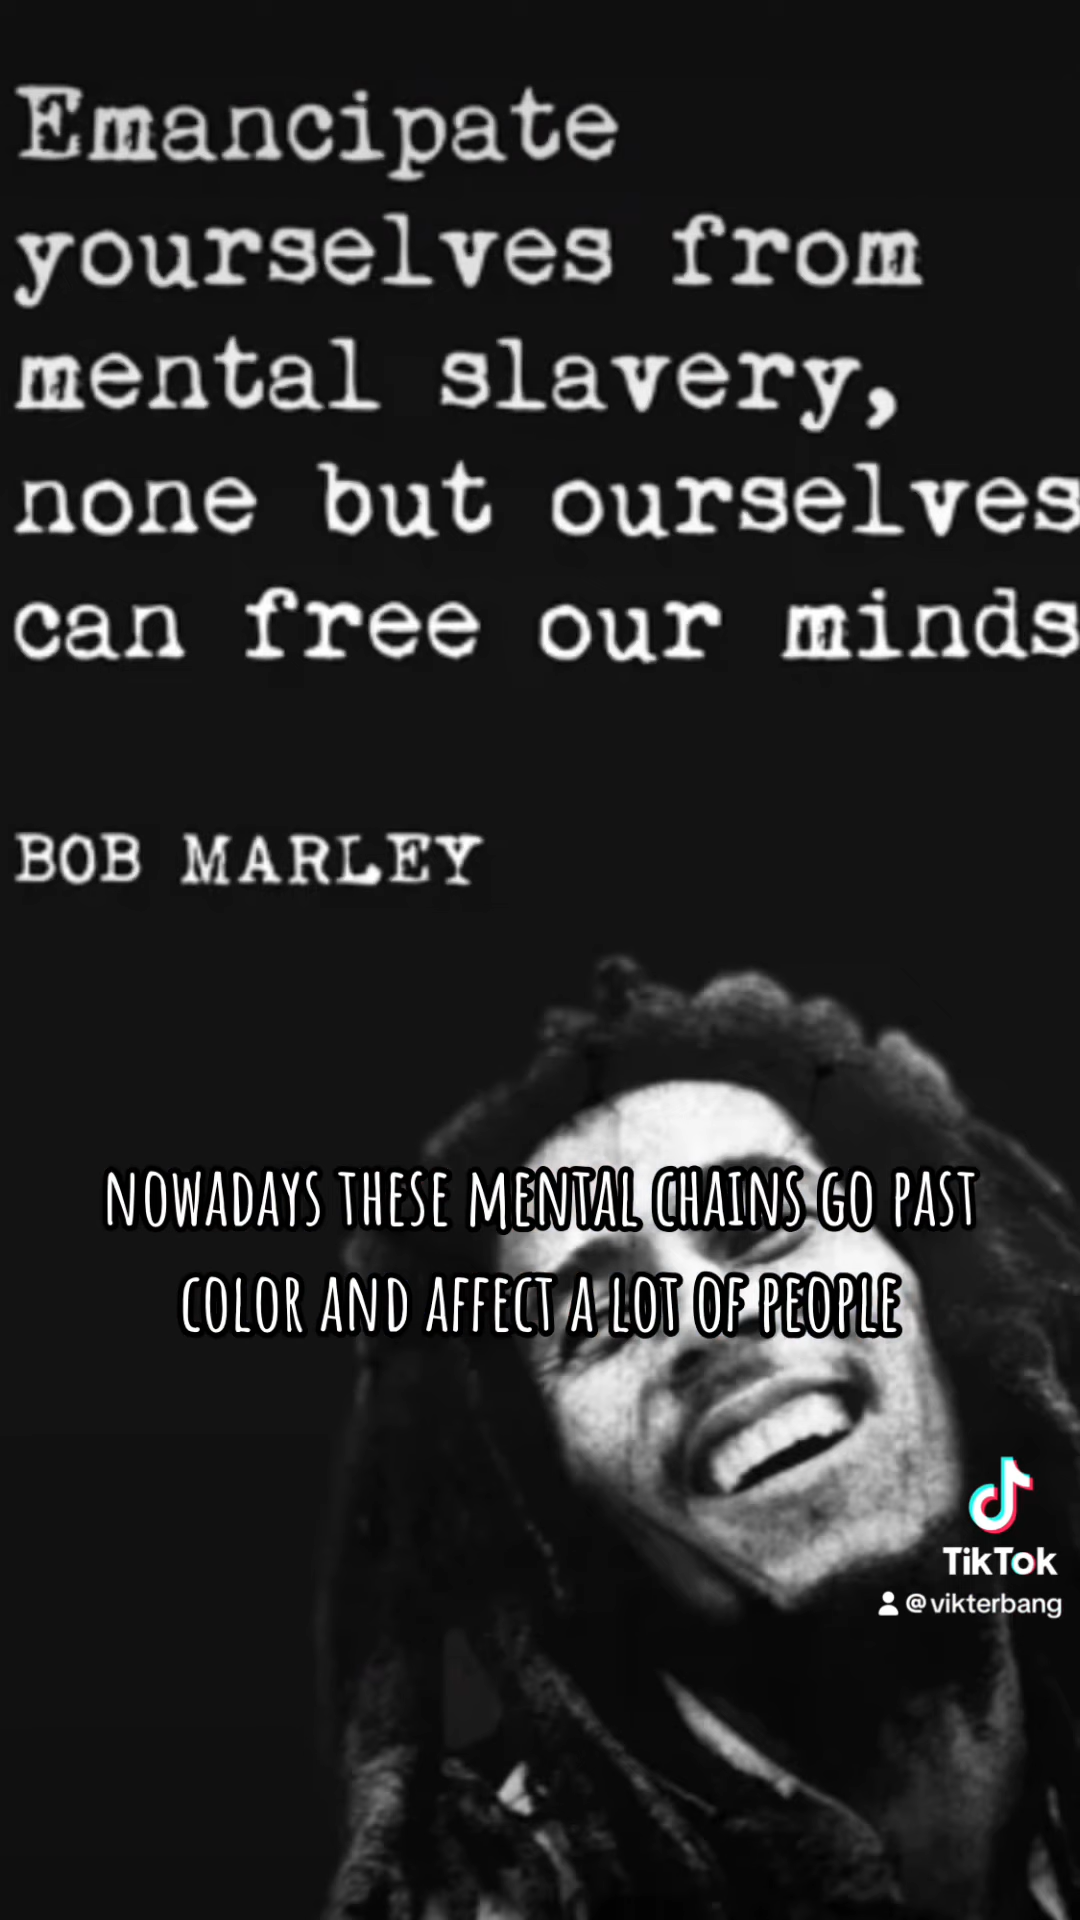 Emancipate
yourselves from
mental slavery,
none but ourselves
can free our minds
BOB MARLEY
NOWADAYS THESE MENTAL CHAINS GO PAST
COLOR AND AFFECT A LOT OF PEOPLE
TikTok
@vikterbang